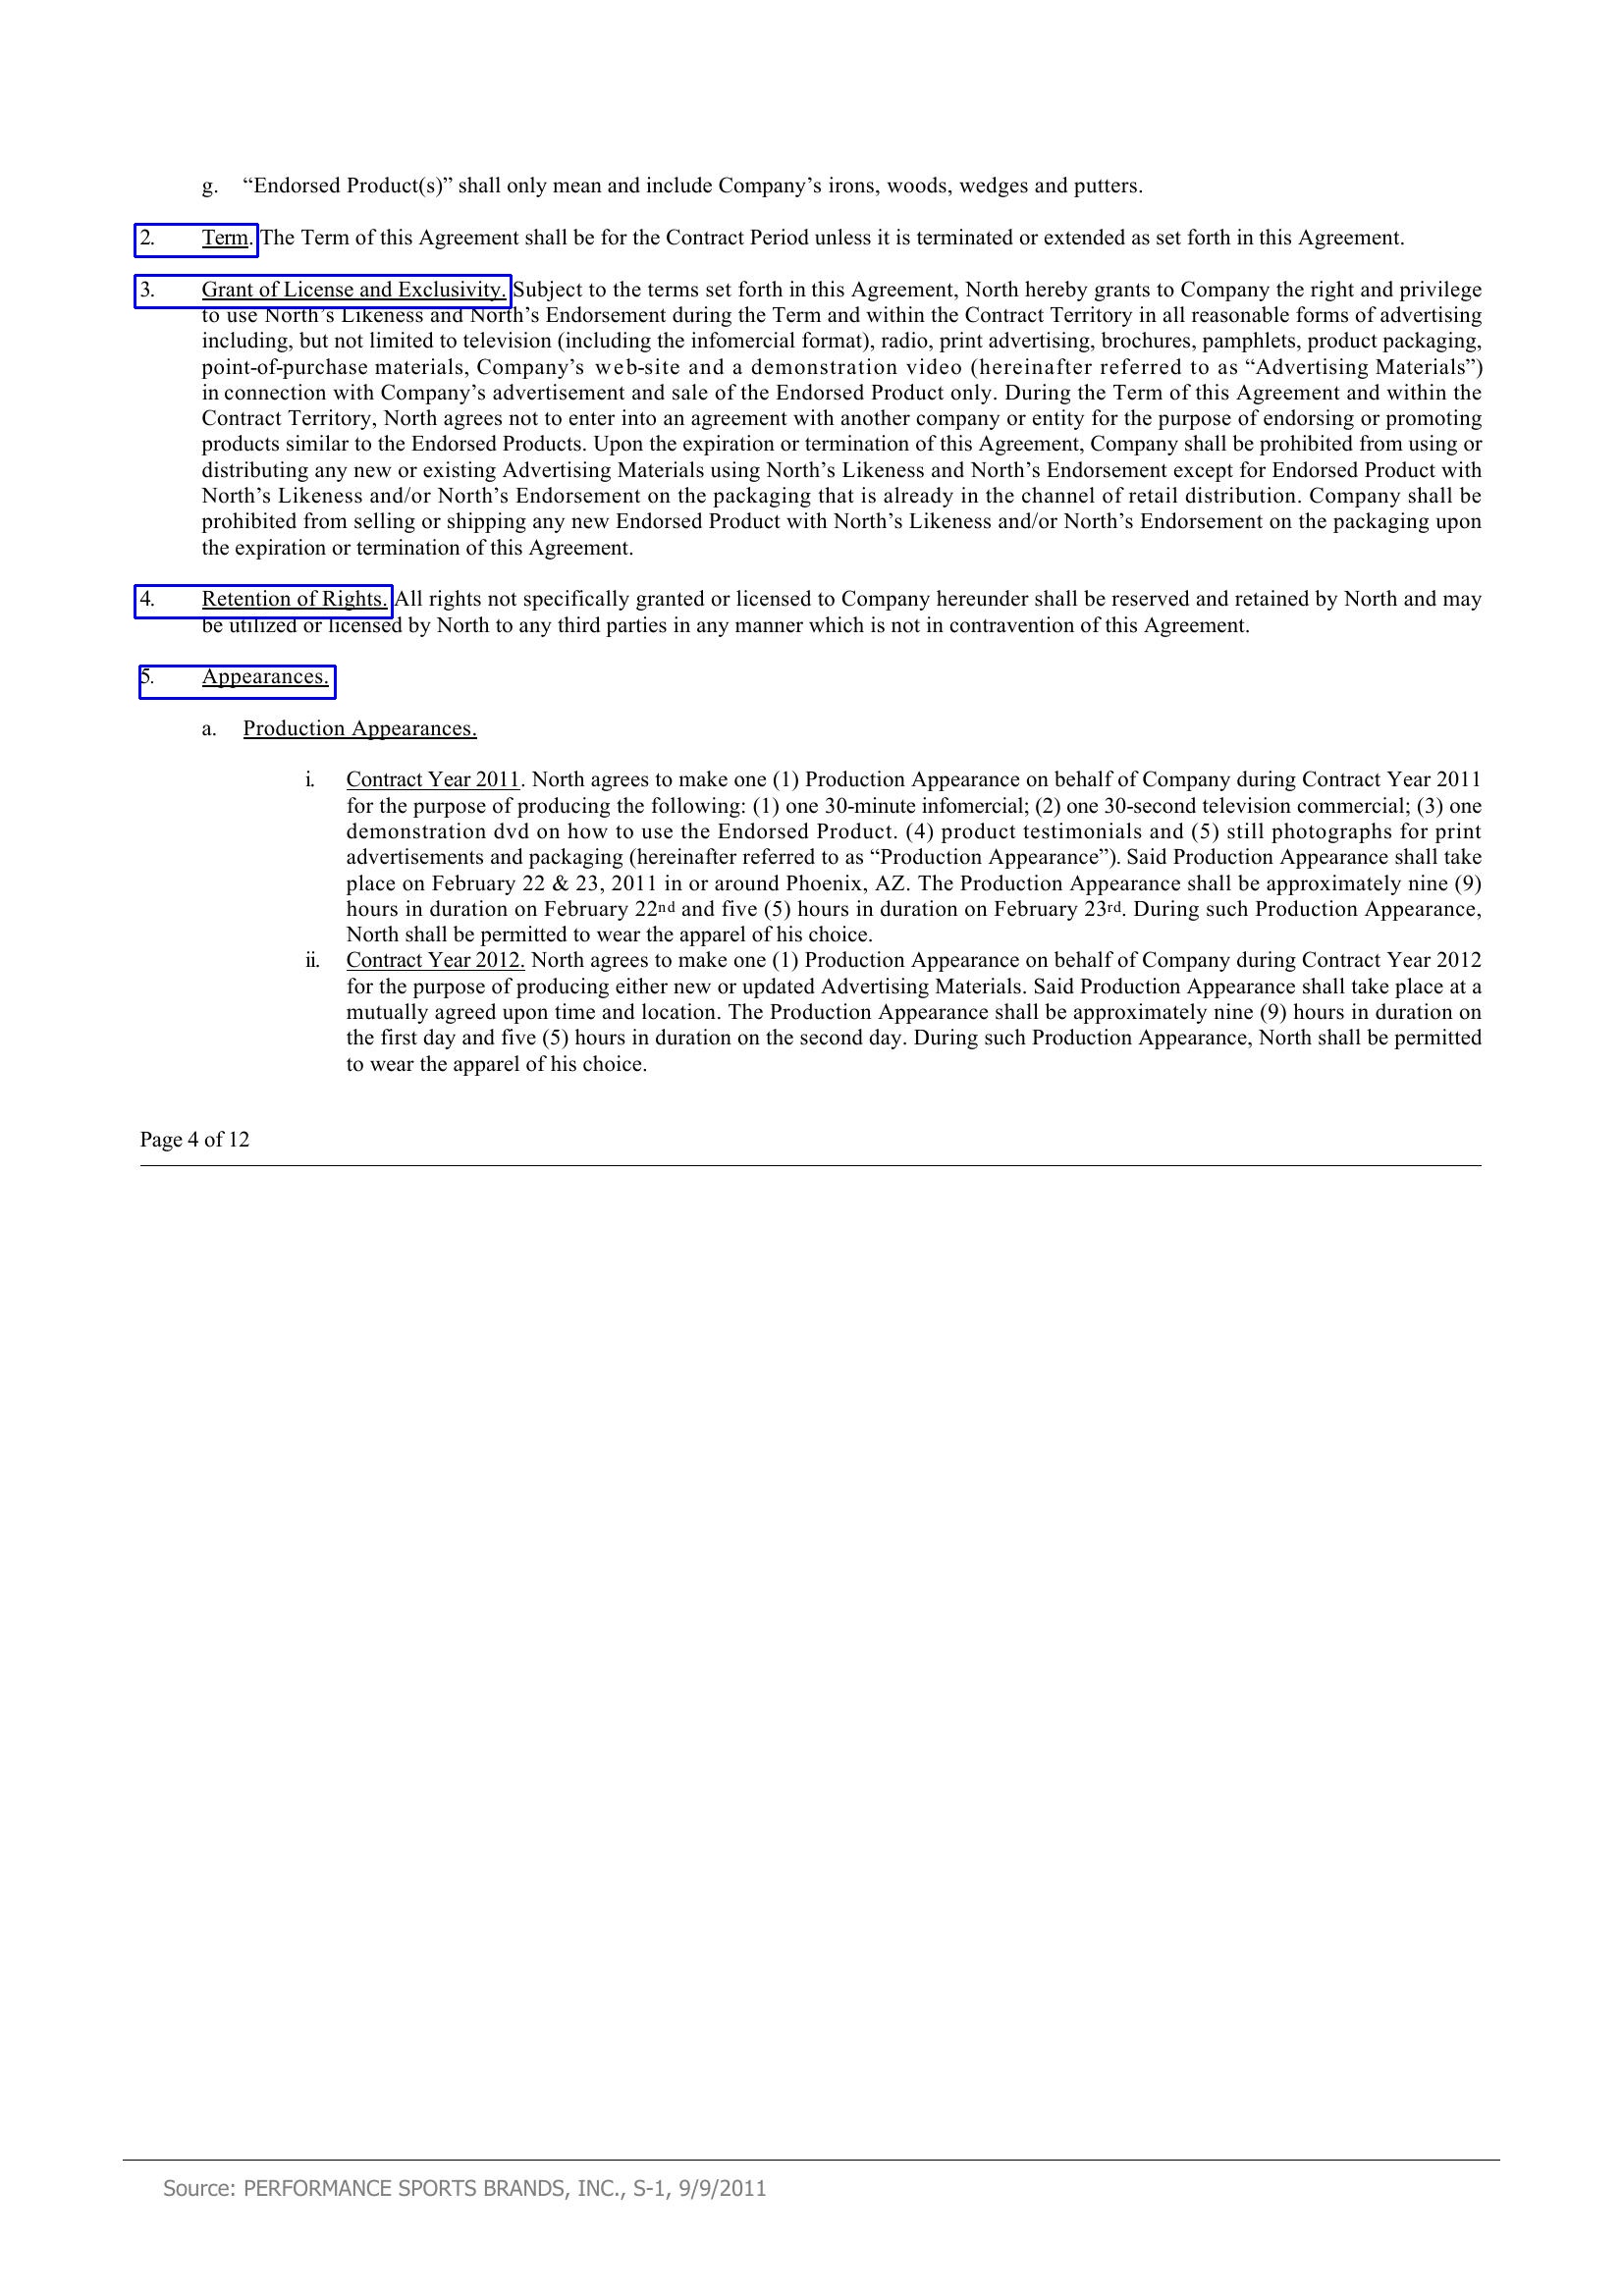 g. “Endorsed Product(s)” shall only mean and include Company’s irons, woods, wedges and putters.
2. Term. The Term of this Agreement shall be for the Contract Period unless it is terminated or extended as set forth in this Agreement.
3. Grant of License and Exclusivity. Subject to the terms set forth in this Agreement, North hereby grants to Company the right and privilege
to use North’s Likeness and North’s Endorsement during the Term and within the Contract Territory in all reasonable forms of advertising
including, but not limited to television (including the infomercial format), radio, print advertising, brochures, pamphlets, product packaging,
point-of-purchase materials, Company’s web-site and a demonstration video (hereinafter referred to as “Advertising Materials”)
in connection with Company’s advertisement and sale of the Endorsed Product only. During the Term of this Agreement and within the
Contract Territory, North agrees not to enter into an agreement with another company or entity for the purpose of endorsing or promoting
products similar to the Endorsed Products. Upon the expiration or termination of this Agreement, Company shall be prohibited from using or
distributing any new or existing Advertising Materials using North’s Likeness and North’s Endorsement except for Endorsed Product with
North’s Likeness and/or North’s Endorsement on the packaging that is already in the channel of retail distribution. Company shall be
prohibited from selling or shipping any new Endorsed Product with North’s Likeness and/or North’s Endorsement on the packaging upon
the expiration or termination of this Agreement.
4. Retention of Rights. All rights not specifically granted or licensed to Company hereunder shall be reserved and retained by North and may
be utilized or licensed by North to any third parties in any manner which is not in contravention of this Agreement.
5. Appearances.
a. Production Appearances.
i. Contract Year 2011. North agrees to make one (1) Production Appearance on behalf of Company during Contract Year 2011
for the purpose of producing the following: (1) one 30-minute infomercial; (2) one 30-second television commercial; (3) one
demonstration dvd on how to use the Endorsed Product. (4) product testimonials and (5) still photographs for print
advertisements and packaging (hereinafter referred to as “Production Appearance”). Said Production Appearance shall take
place on February 22 & 23, 2011 in or around Phoenix, AZ. The Production Appearance shall be approximately nine (9)
hours in duration on February 22nd and five (5) hours in duration on February 23rd. During such Production Appearance,
North shall be permitted to wear the apparel of his choice.
ii. Contract Year 2012. North agrees to make one (1) Production Appearance on behalf of Company during Contract Year 2012
for the purpose of producing either new or updated Advertising Materials. Said Production Appearance shall take place at a
mutually agreed upon time and location. The Production Appearance shall be approximately nine (9) hours in duration on
the first day and five (5) hours in duration on the second day. During such Production Appearance, North shall be permitted
to wear the apparel of his choice.
Page 4 of 12
Source: PERFORMANCE SPORTS BRANDS, INC., S-1, 9/9/2011